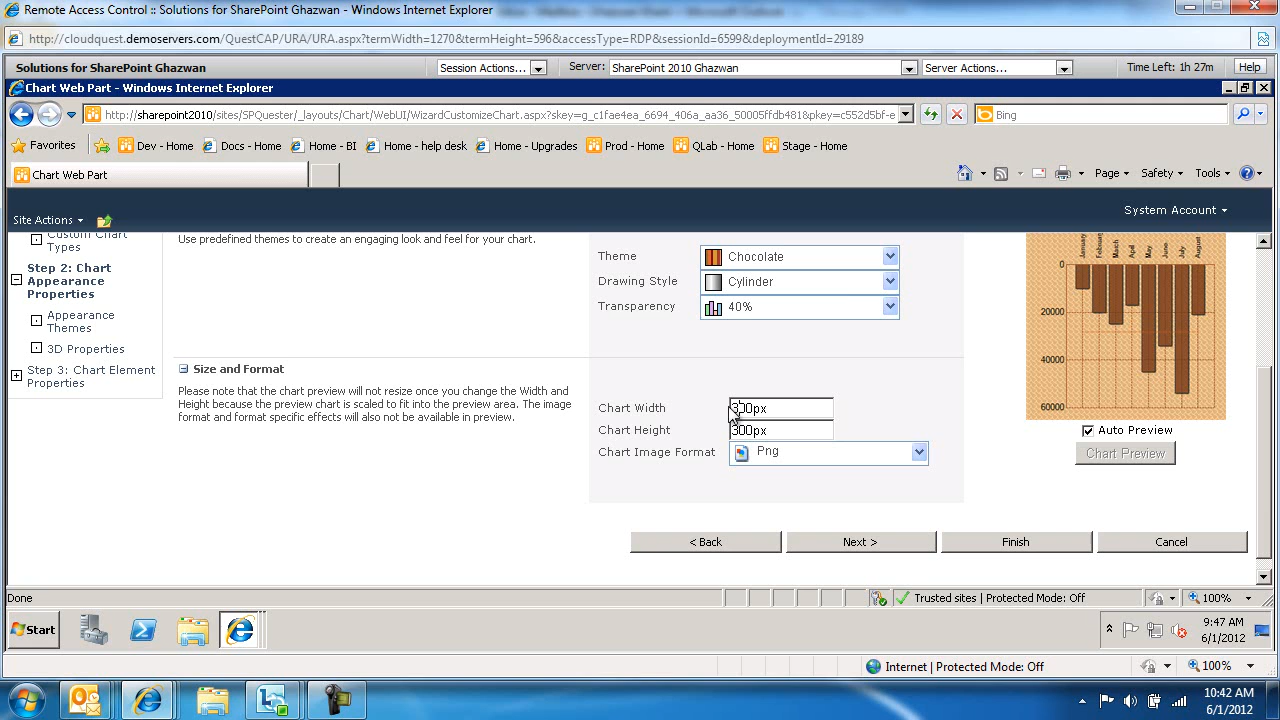 Remote Access Control :: Solutions for SharePoint Ghazwan - Windows Internet Explorer
http://cloudquest.demoservers.com/QuestCAP/URA/URA.aspx?termWidth=1270&termHeight=596&accessType=RDP&sessionId=6599&deploymentId=29189
Solutions for SharePoint Ghazwan
Session Actions...
Server:
SharePoint 2010 Ghazwan
Server Actions...
Time Left: 1h 27m
Help
Chart Web Part - Windows Internet Explorer
http://sharepoint2010/sites/SPQuest/_layouts/Chart/WebUI/WizardCustomizeChart.aspx?skey=g_c1fae4ea_6694_406a_aa36_50005ffdb481&pkey=c552d5bf-e
Bing
Favorites
Dev - Home
Docs - Home
Home - BI
Home - help desk
Home - Upgrades
Prod - Home
QLab - Home
Stage - Home
Chart Web Part
Page
Safety
Tools
Site Actions
System Account
Custom Chart
Types
Step 2: Chart
Appearance
Properties
Appearance
Themes
3D Properties
Step 3: Chart Element
Properties
Use predefined themes to create an engaging look and feel for your chart.
Theme
Chocolate
Drawing Style
Cylinder
Transparency
40%
Size and Format
Please note that the chart preview will not resize once you change the Width and
Height because the preview chart is scaled to fit into the preview area. The image
format and format specific effects will also not be available in preview.
Chart Width
300px
Chart Height
300px
Chart Image Format
Png
January
February
March
April
May
June
July
August
0
20000
40000
60000
Auto Preview
Chart Preview
< Back
Next >
Finish
Cancel
Done
Trusted sites | Protected Mode: Off
100%
Start
9:47 AM
6/1/2012
Internet | Protected Mode: Off
100%
10:42 AM
6/1/2012